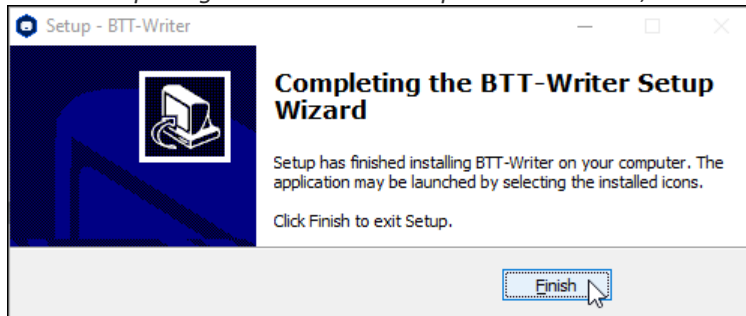 Setup - BTT-Writer
Completing the BTT-Writer Setup
Wizard
Setup has finished installing BTT-Writer on your computer. The
application may be launched by selecting the installed icons.
Click Finish to exit Setup.
Finish